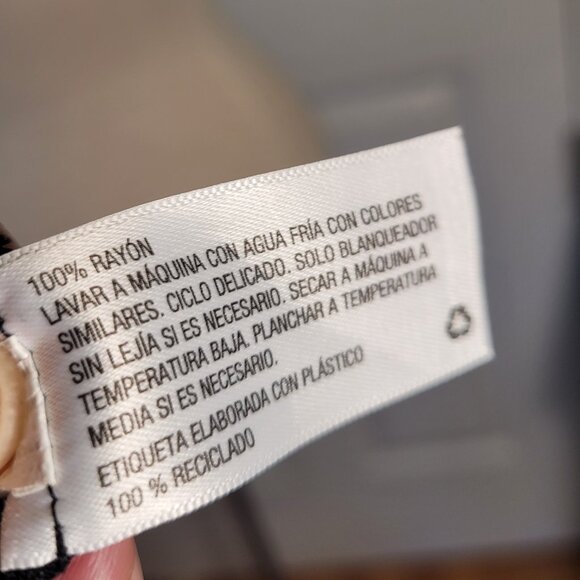 100% RAYÓN
LAVAR A MÁQUINA CON AGUA FRÍA CON COLORES
SIMILARES. CICLO DELICADO. SOLO BLANQUEADOR
SIN LEJÍA SI ES NECESARIO. SECAR A MÁQUINA A
TEMPERATURA BAJA. PLANCHAR A TEMPERATURA
MEDIA SI ES NECESARIO.
ETIQUETA ELABORADA CON PLÁSTICO
100 % RECICLADO